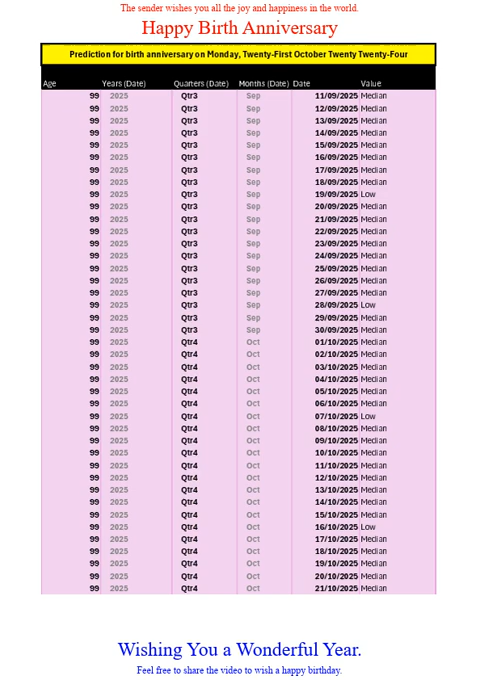 The sender wishes you all the joy and happiness in the world.
Happy Birth Anniversary
Prediction for birth anniversary on Monday, Twenty-First October Twenty Twenty-Four
Age Years (Date) Quarters (Date) Months (Date) Date Value
99 2025 Qtr3 Sep 11/09/2025 Median
99 2025 Qtr3 Sep 12/09/2025 Median
99 2025 Qtr3 Sep 13/09/2025 Median
99 2025 Qtr3 Sep 14/09/2025 Median
99 2025 Qtr3 Sep 15/09/2025 Median
99 2025 Qtr3 Sep 16/09/2025 Median
99 2025 Qtr3 Sep 17/09/2025 Median
99 2025 Qtr3 Sep 18/09/2025 Median
99 2025 Qtr3 Sep 19/09/2025 Low
99 2025 Qtr3 Sep 20/09/2025 Median
99 2025 Qtr3 Sep 21/09/2025 Median
99 2025 Qtr3 Sep 22/09/2025 Median
99 2025 Qtr3 Sep 23/09/2025 Median
99 2025 Qtr3 Sep 24/09/2025 Median
99 2025 Qtr3 Sep 25/09/2025 Median
99 2025 Qtr3 Sep 26/09/2025 Median
99 2025 Qtr3 Sep 27/09/2025 Median
99 2025 Qtr3 Sep 28/09/2025 Low
99 2025 Qtr3 Sep 29/09/2025 Median
99 2025 Qtr3 Sep 30/09/2025 Median
99 2025 Qtr4 Oct 01/10/2025 Median
99 2025 Qtr4 Oct 02/10/2025 Median
99 2025 Qtr4 Oct 03/10/2025 Median
99 2025 Qtr4 Oct 04/10/2025 Median
99 2025 Qtr4 Oct 05/10/2025 Median
99 2025 Qtr4 Oct 06/10/2025 Median
99 2025 Qtr4 Oct 07/10/2025 Low
99 2025 Qtr4 Oct 08/10/2025 Median
99 2025 Qtr4 Oct 09/10/2025 Median
99 2025 Qtr4 Oct 10/10/2025 Median
99 2025 Qtr4 Oct 11/10/2025 Median
99 2025 Qtr4 Oct 12/10/2025 Median
99 2025 Qtr4 Oct 13/10/2025 Median
99 2025 Qtr4 Oct 14/10/2025 Median
99 2025 Qtr4 Oct 15/10/2025 Median
99 2025 Qtr4 Oct 16/10/2025 Low
99 2025 Qtr4 Oct 17/10/2025 Median
99 2025 Qtr4 Oct 18/10/2025 Median
99 2025 Qtr4 Oct 19/10/2025 Median
99 2025 Qtr4 Oct 20/10/2025 Median
99 2025 Qtr4 Oct 21/10/2025 Median
Wishing You a Wonderful Year.
Feel free to share the video to wish a happy birthday.